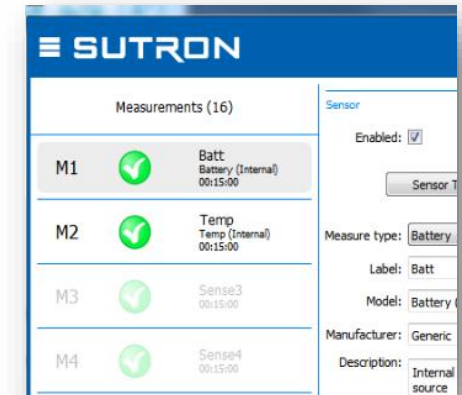 SUTRON
Measurements (16)
M1
Batt
Battery (Internal)
00:15:00
M2
Temp
Temp (Internal)
00:15:00
M3
Sense3
00:15:00
M4
Sense4
00:15:00
Sensor
Enabled:
Sensor T
Measure type: Battery
Label: Batt
Model: Battery (
Manufacturer: Generic
Description: Internal
source